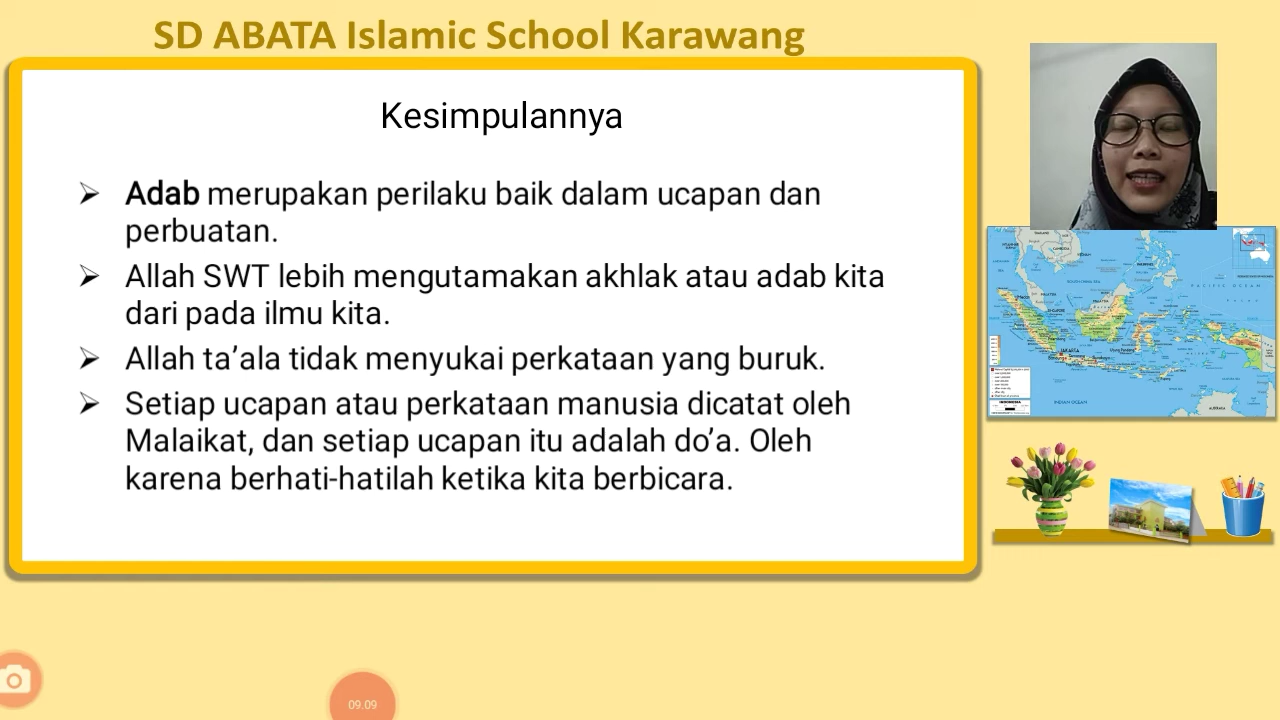 SD ABATA Islamic School Karawang
Kesimpulannya
Adab merupakan perilaku baik dalam ucapan dan
perbuatan.
Allah SWT lebih mengutamakan akhlak atau adab kita
dari pada ilmu kita.
Allah ta’ala tidak menyukai perkataan yang buruk.
Setiap ucapan atau perkataan manusia dicatat oleh
Malaikat, dan setiap ucapan itu adalah do’a. Oleh
karena berhati-hatilah ketika kita berbicara.
INDIAN OCEAN
INDONESIA
09.09